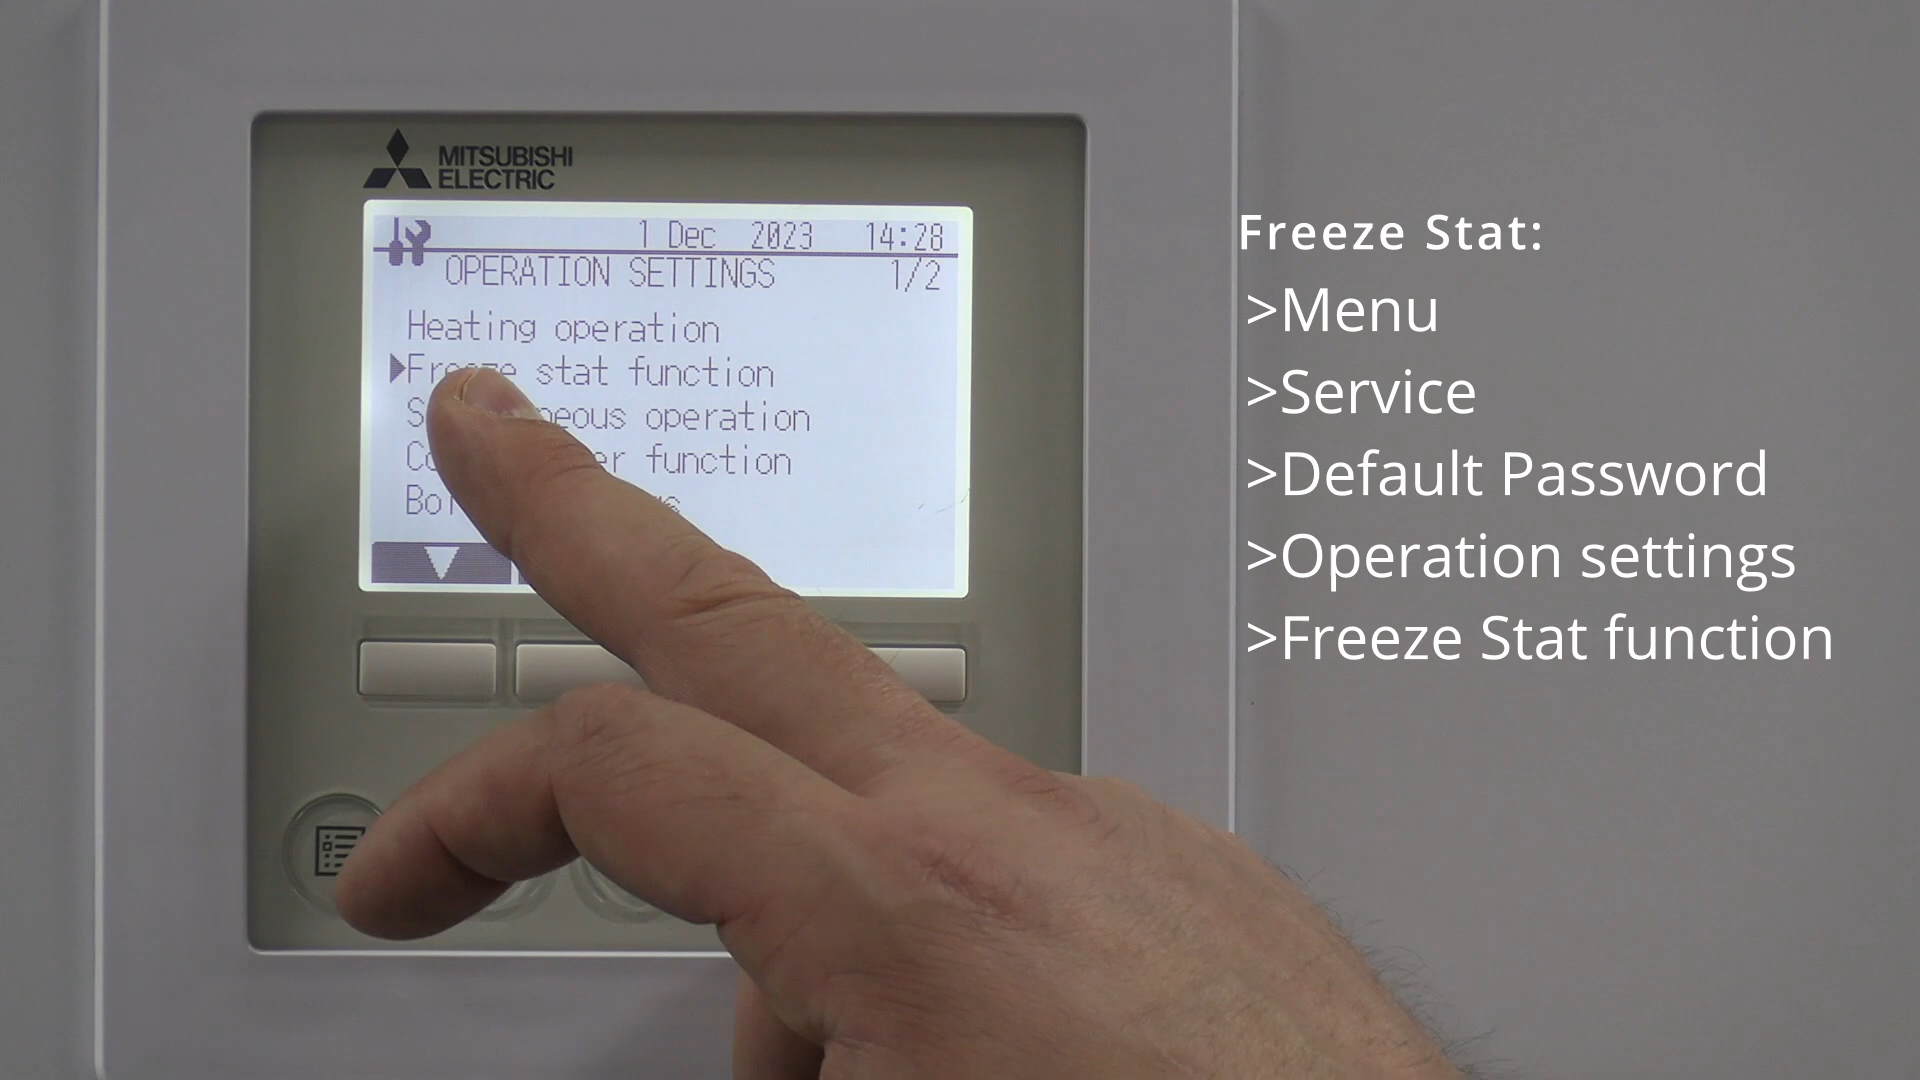 MITSUBISHI
ELECTRIC
1 Dec 2023 14:28
OPERATION SETTINGS 1/2
Heating operation
Freeze stat function
operation
function
Freeze Stat:
>Menu
>Service
>Default Password
>Operation settings
>Freeze Stat function